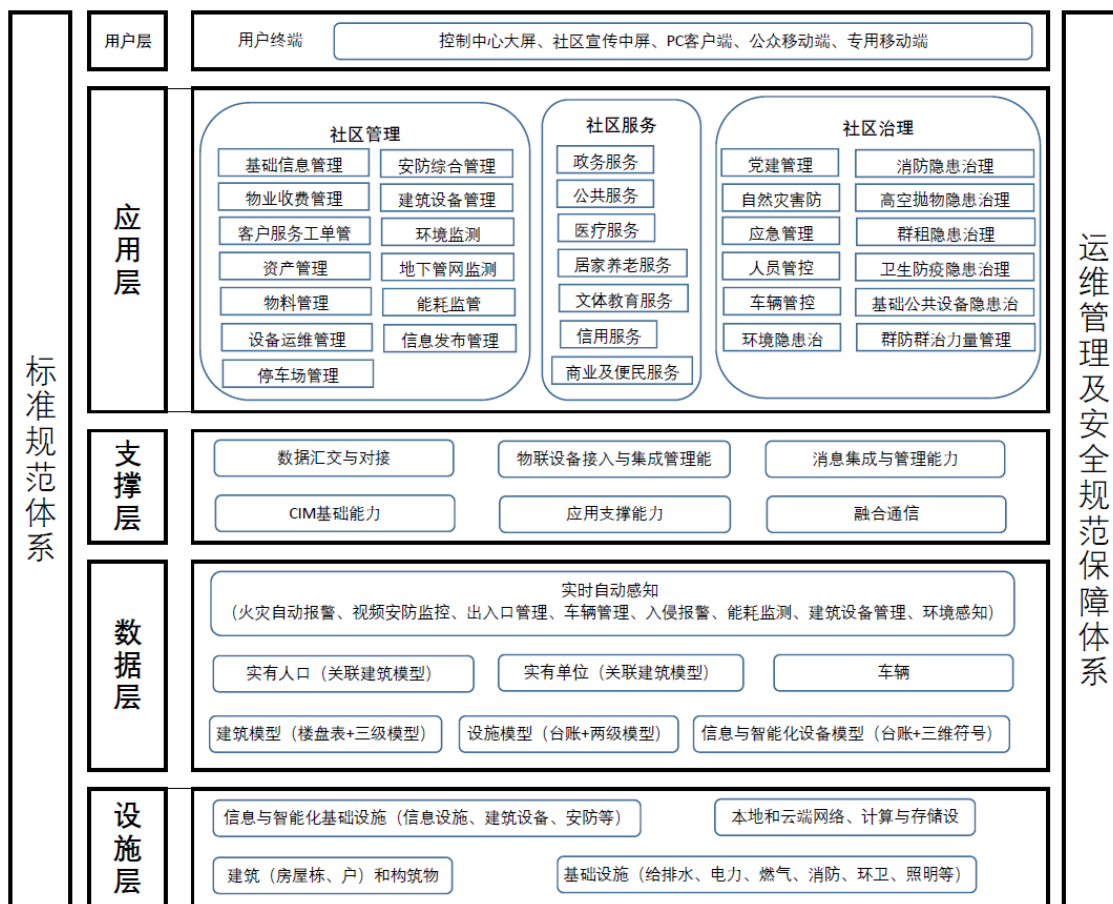 标准规范体系
用户层
用户终端
控制中心大屏、社区宣传中屏、PC客户端、公众移动端、专用移动端
应用层
社区管理
基础信息管理
安防综合管理
物业收费管理
建筑设备管理
客户服务工单管
环境监测
资产管理
地下管网监测
物料管理
能耗监管
设备运维管理
信息发布管理
停车场管理
社区服务
政务服务
公共服务
医疗服务
居家养老服务
文体教育服务
信用服务
商业及便民服务
社区治理
党建管理
消防隐患治理
自然灾害防
高空抛物隐患治理
应急管理
群租隐患治理
人员管控
卫生防疫隐患治理
车辆管控
基础公共设备隐患治
环境隐患治
群防群治力量管理
支撑层
数据汇交与对接
物联设备接入与集成管理能
消息集成与管理能力
CIM基础能力
应用支撑能力
融合通信
数据层
实时自动感知
（火灾自动报警、视频安防监控、出入口管理、车辆管理、入侵报警、能耗监测、建筑设备管理、环境感知）
实有人口（关联建筑模型）
实有单位（关联建筑模型）
车辆
建筑模型（楼盘表+三级模型）
设施模型（台账+两级模型）
信息与智能化设备模型（台账+三维符号）
设施层
信息与智能化基础设施（信息设施、建筑设备、安防等）
本地和云端网络、计算与存储设
建筑（房屋栋、户）和构筑物
基础设施（给排水、电力、燃气、消防、环卫、照明等）
运维管理及安全规范保障体系